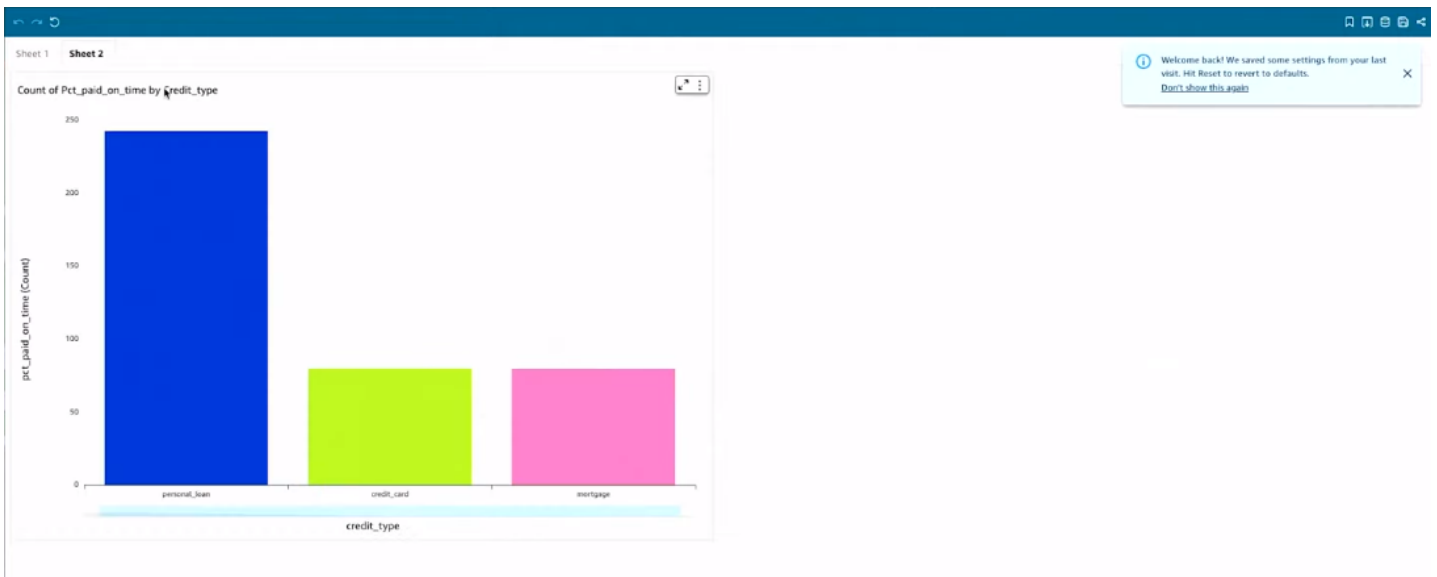 Sheet 1
Sheet 2
Welcome back! We saved some settings from your last
visit. Hit Reset to revert to defaults.
Don't show this again
Count of Pct_paid_on_time by Credit_type
250
200
150
100
50
0
pct_paid_on_time (Count)
personal_loan
credit_card
mortgage
credit_type